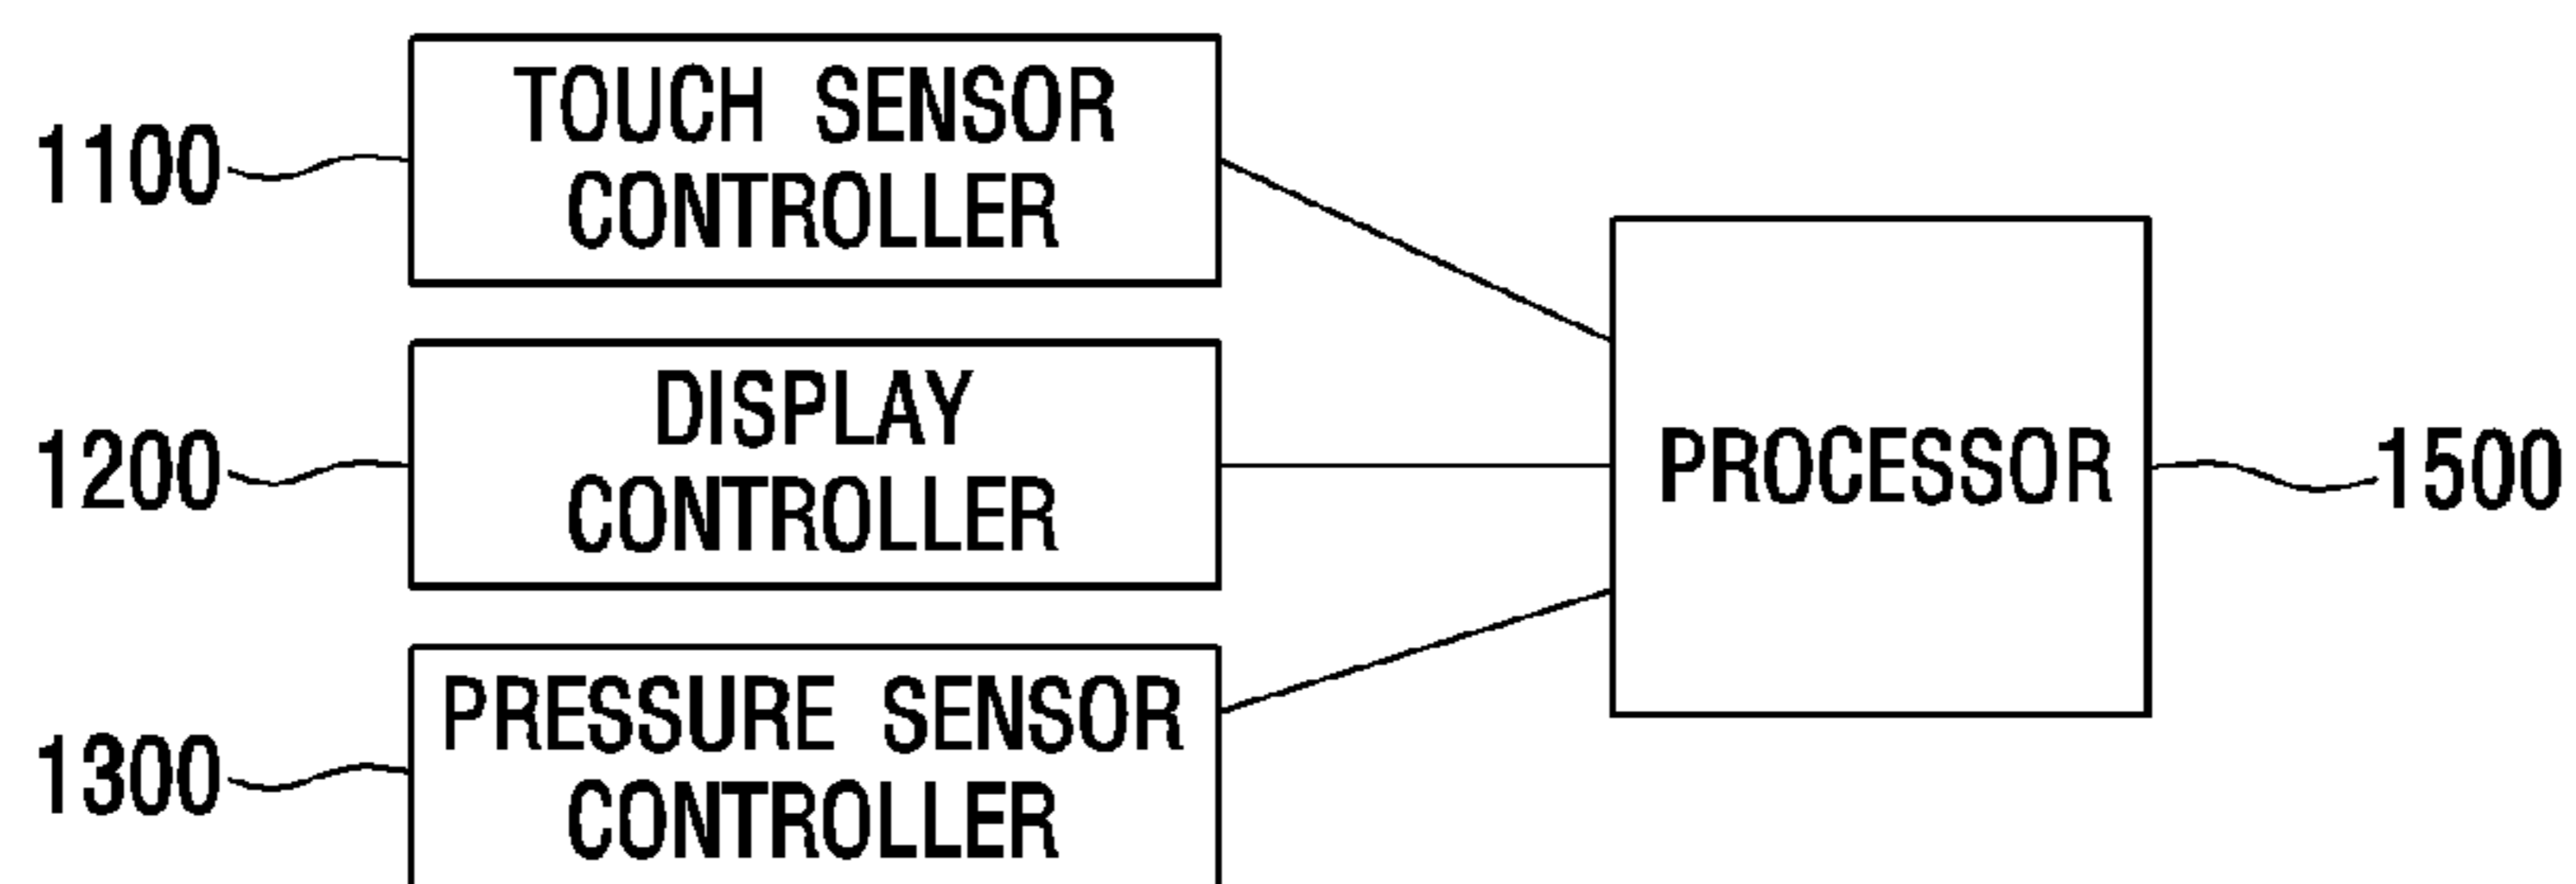 1100
TOUCH SENSOR
CONTROLLER
1200
DISPLAY
CONTROLLER
1300
PRESSURE SENSOR
CONTROLLER
PROCESSOR
1500